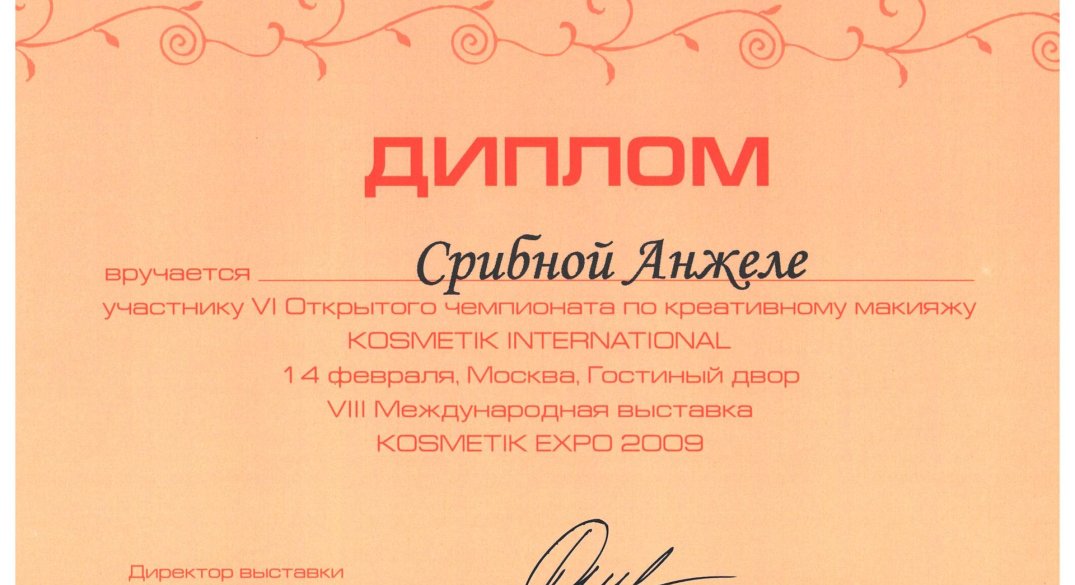 ДИПЛОМ
вручается Срибной Анжеле
участнику VI Открытого чемпионата по креативному макияжу
KOSMETIK INTERNATIONAL
14 февраля, Москва, Гостиный двор
VIII Международная выставка
KOSMETIK EXPO 2009
Директор выставки